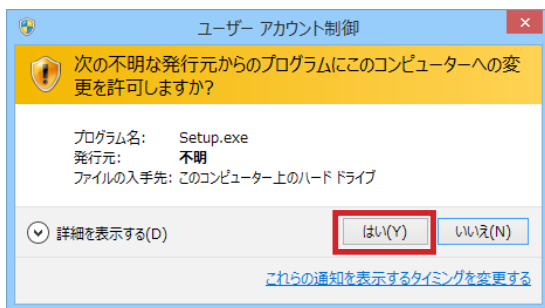 ユーザー アカウント制御
次の不明な発行元からのプログラムにこのコンピューターへの変
更を許可しますか?
プログラム名: Setup.exe
発行元: 不明
ファイルの入手先: このコンピューター上のハード ドライブ
詳細を表示する(D) はい(Y) いいえ(N)
これらの通知を表示するタイミングを変更する